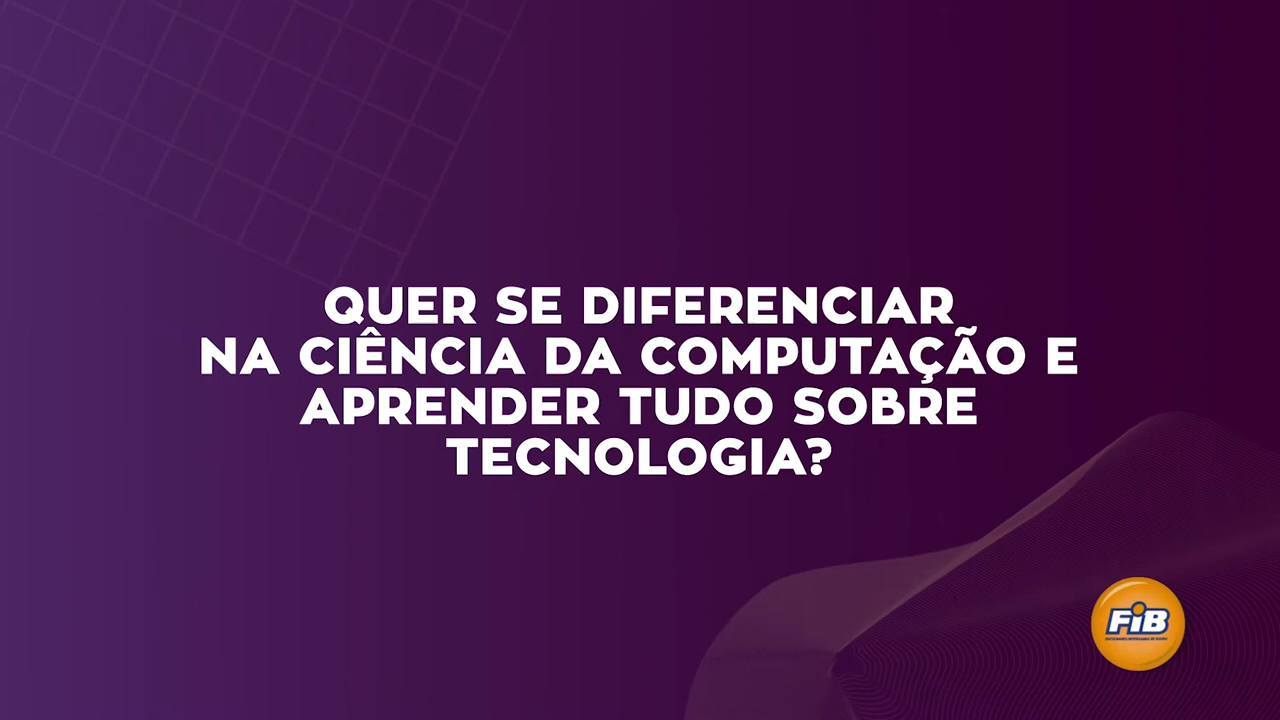 QUER SE DIFERENCIAR
NA CIÊNCIA DA COMPUTAÇÃO E
APRENDER TUDO SOBRE
TECNOLOGIA?
FiB